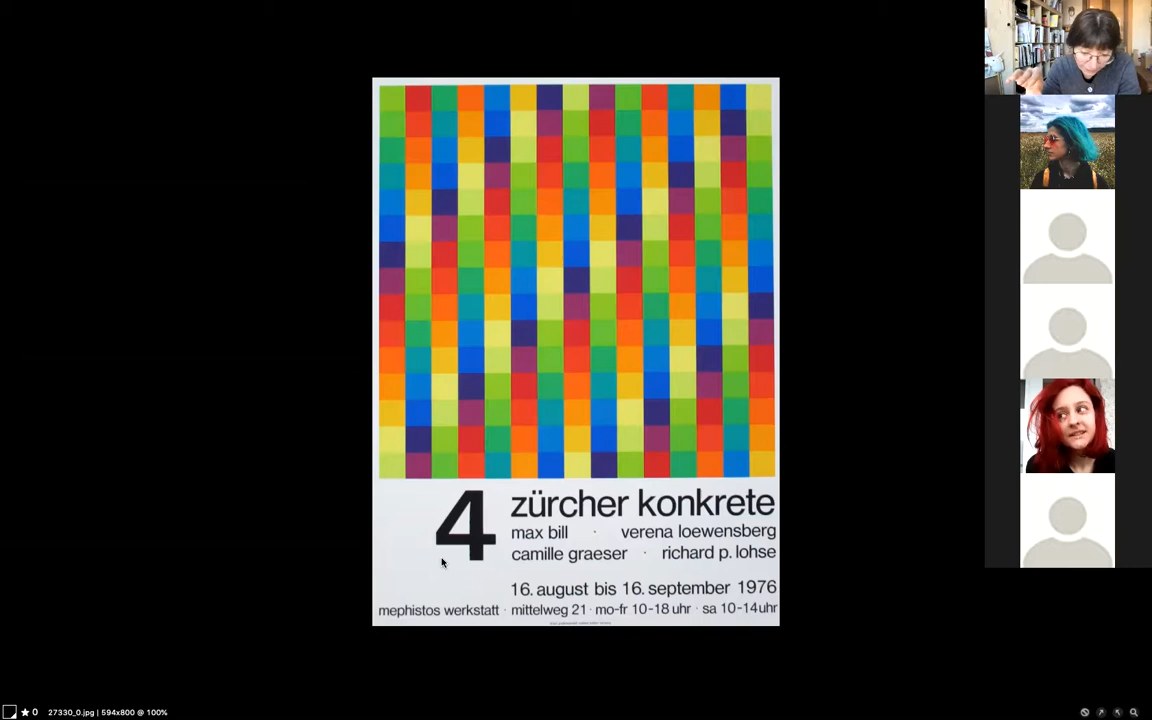 4 zürcher konkrete
max bill · verena loewensberg
camille graeser · richard p. lohse
16. august bis 16. september 1976
mephistos werkstatt · mittelweg 21 · mo-fr 10-18 uhr · sa 10-14 uhr
0 27330_0.jpg | 594x800 @ 100%